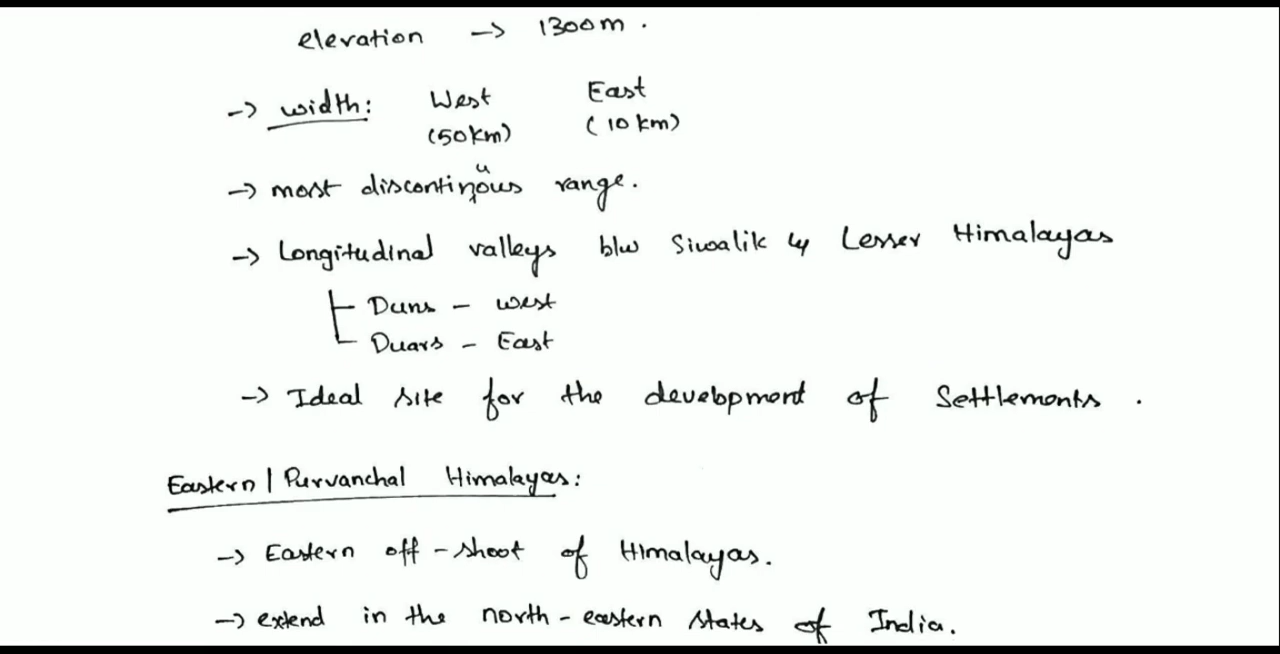 elevation -> 1300m.
-> width: West East
(50km) (10 km)
-> most discontinuous range.
-> Longitudinal valleys b/w Siwalik & Lesser Himalayas
Duns - west
Duars - East
-> Ideal site for the development of Settlements.
Eastern | Purvanchal Himalayas:
-> Eastern off-shoot of Himalayas.
-> extend in the north-eastern states of India.